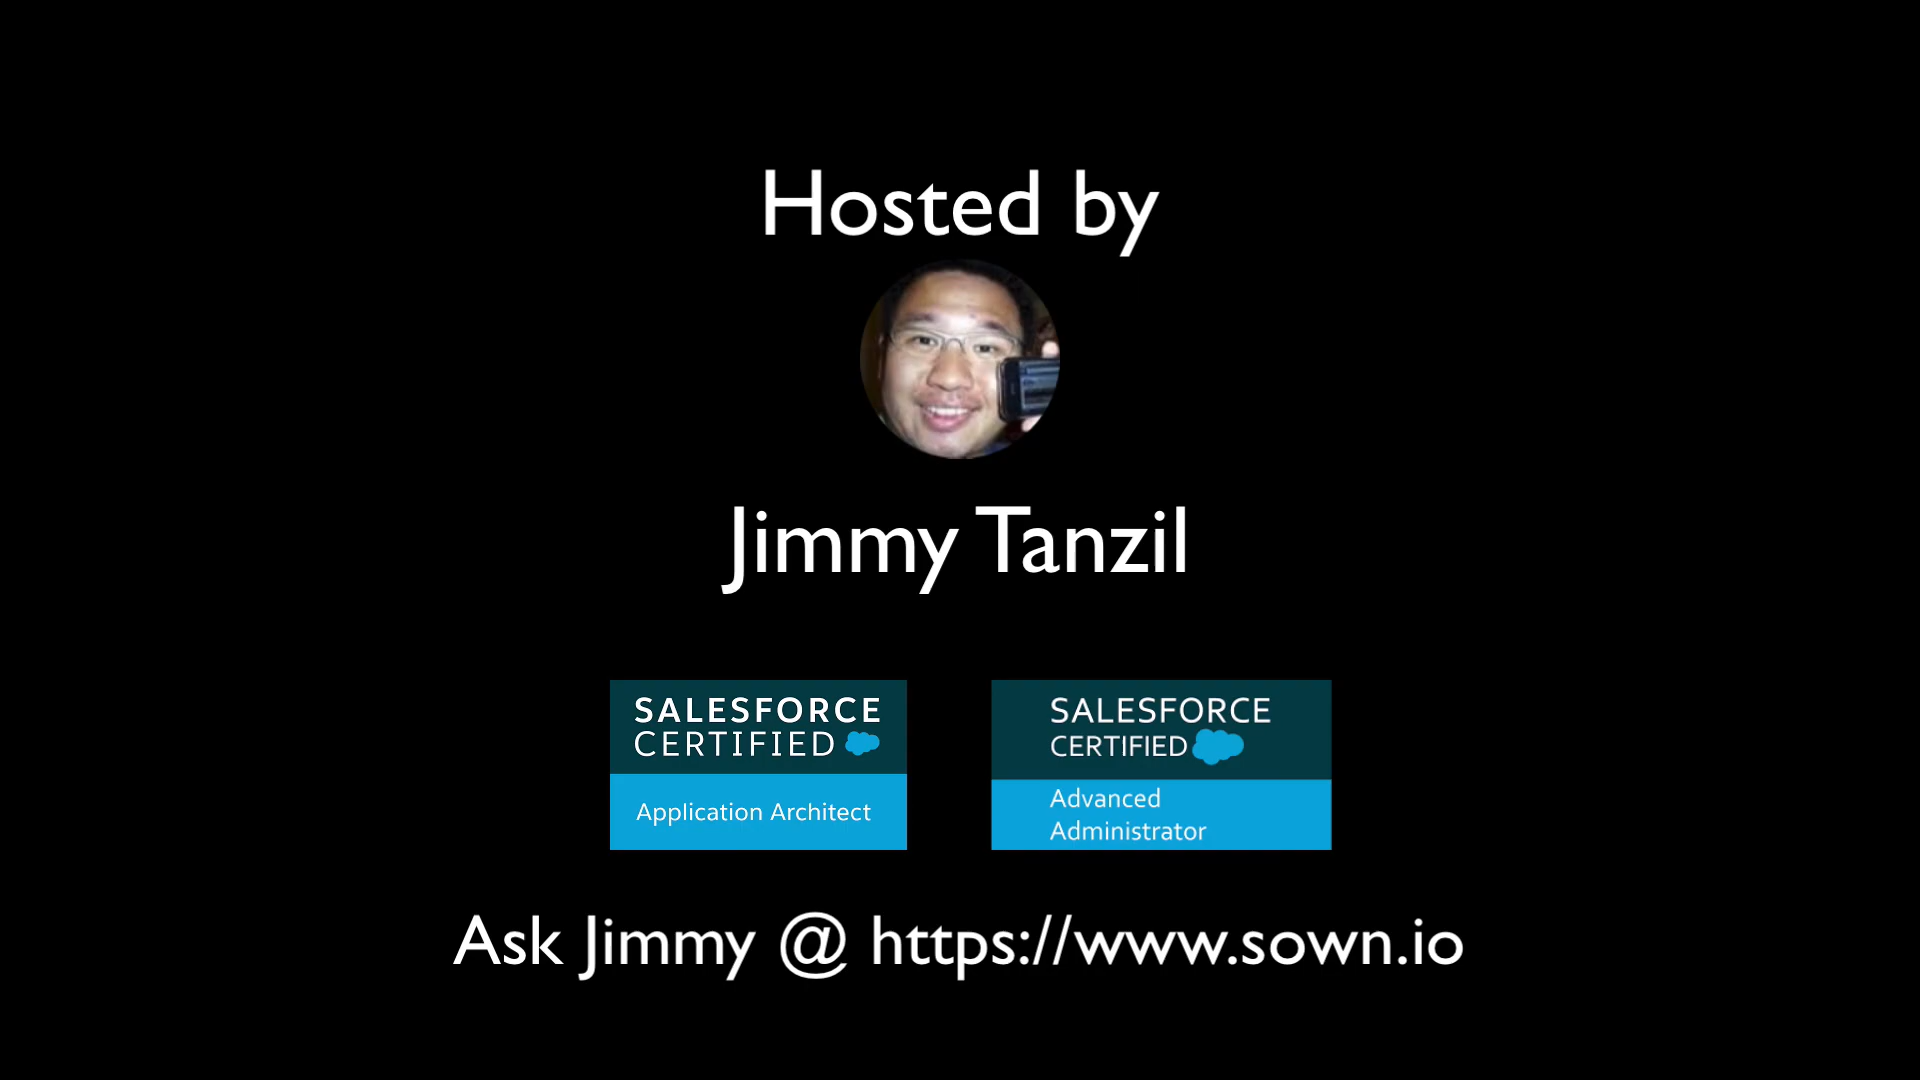 Hosted by
Jimmy Tanzil
SALESFORCE
CERTIFIED
Application Architect
SALESFORCE
CERTIFIED
Advanced
Administrator
Ask Jimmy @ https://www.sown.io